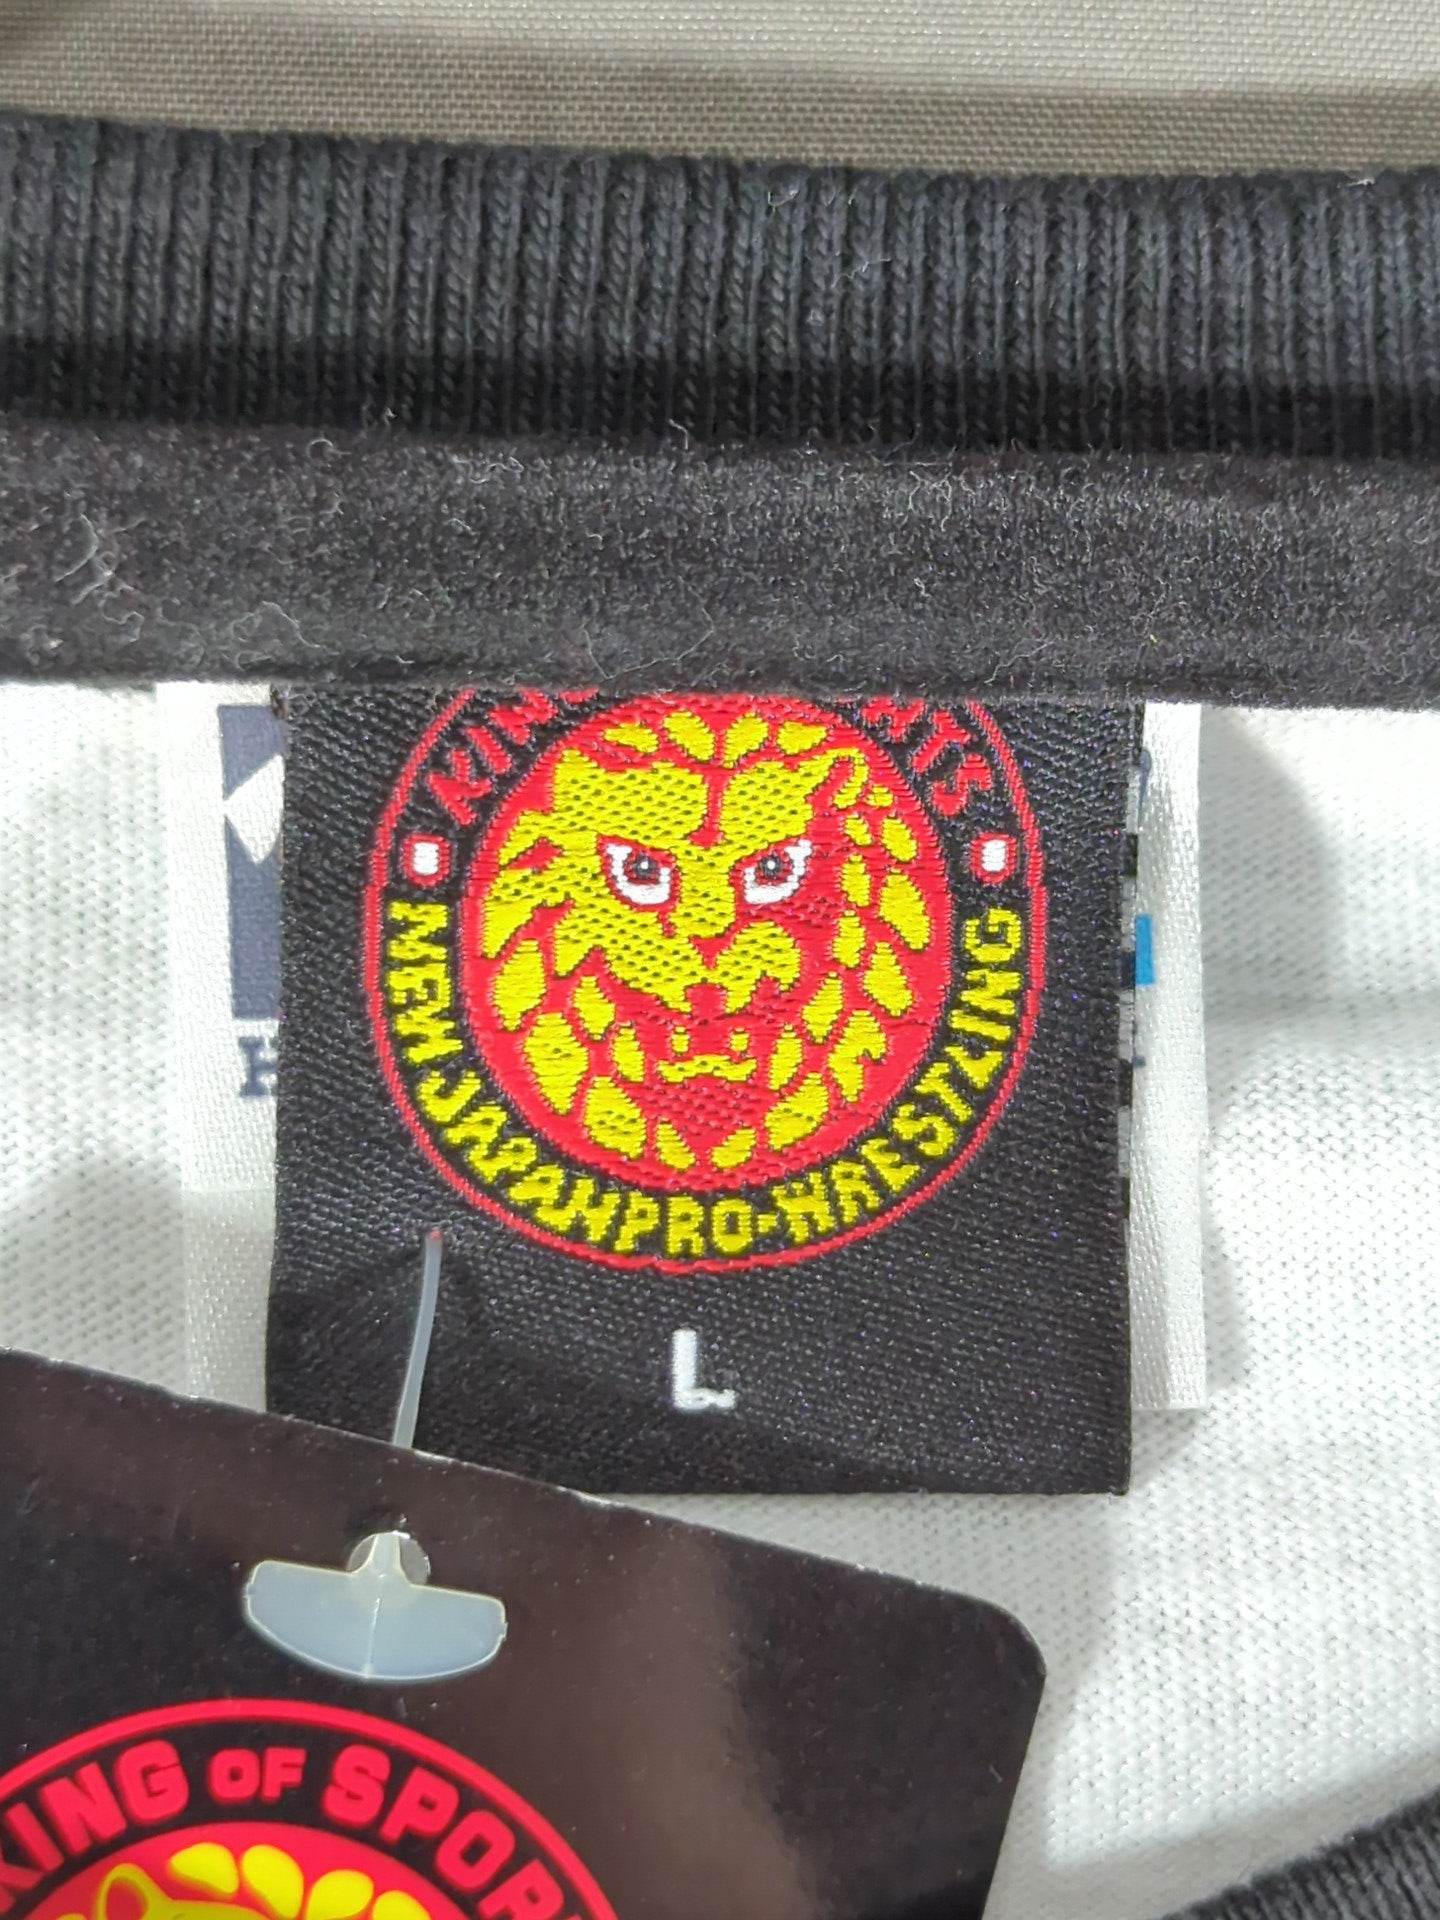 NEW JAPAN PRO-WRESTLING
L
KING OF SPOR